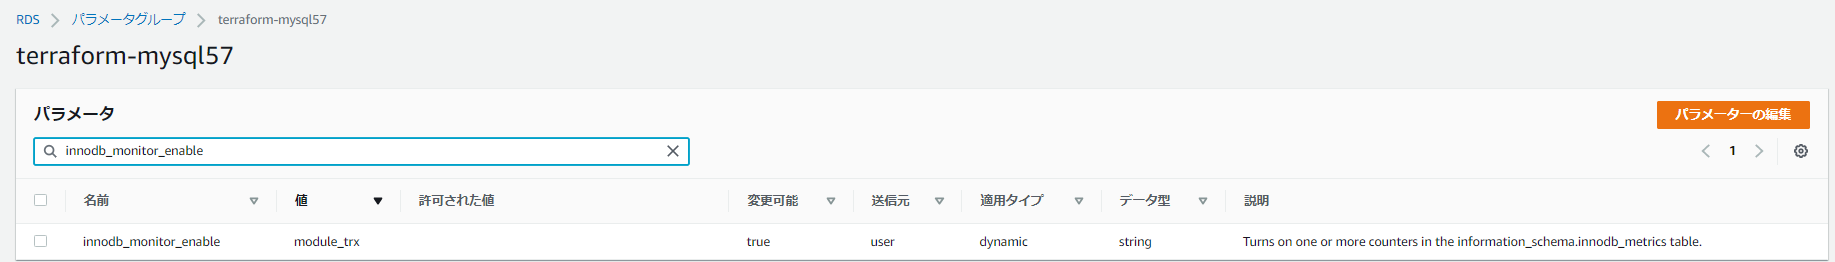 RDS > パラメータグループ > terraform-mysql57
terraform-mysql57
パラメータ
パラメーターの編集
innodb_monitor_enable
1
名前 値 許可された値 変更可能 送信元 適用タイプ データ型 説明
innodb_monitor_enable module_trx true user dynamic string Turns on one or more counters in the information_schema.innodb_metrics table.